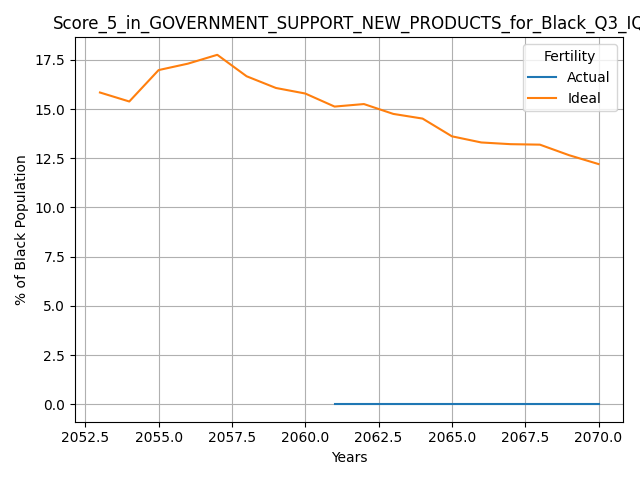 Score_5_in_GOVERNMENT_SUPPORT_NEW_PRODUCTS_for_Black_Q3_IQ
Fertility
Actual
Ideal
17.5
15.0
12.5
10.0
7.5
5.0
2.5
0.0
% of Black Population
2052.5 2055.0 2057.5 2060.0 2062.5 2065.0 2067.5 2070.0
Years